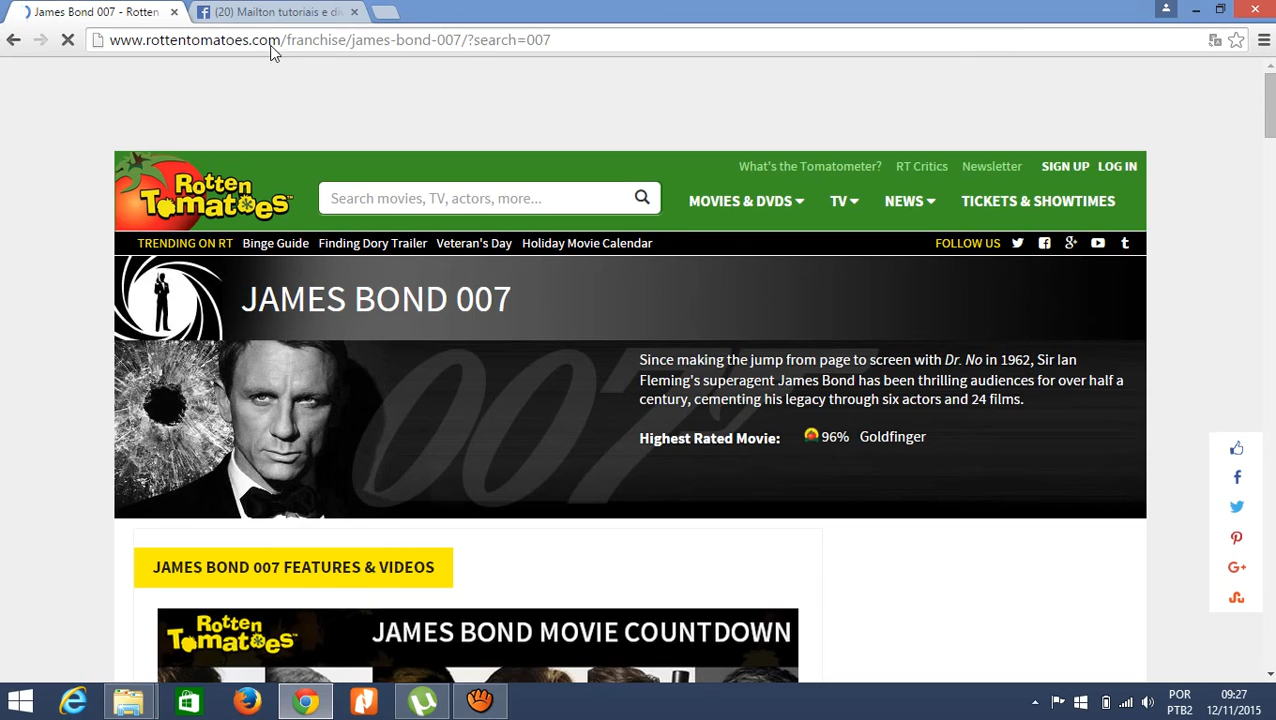 James Bond 007 - Rotten
(20) Mailton tutoriais e di
www.rottentomatoes.com/franchise/james-bond-007/?search=007
What's the Tomatometer? RT Critics Newsletter SIGN UP LOG IN
Rotten
Tomatoes™
Search movies, TV, actors, more...
MOVIES & DVDS TV NEWS TICKETS & SHOWTIMES
TRENDING ON RT Binge Guide Finding Dory Trailer Veteran's Day Holiday Movie Calendar FOLLOW US
JAMES BOND 007
007
Since making the jump from page to screen with Dr. No in 1962, Sir Ian
Fleming's superagent James Bond has been thrilling audiences for over half a
century, cementing his legacy through six actors and 24 films.
Highest Rated Movie: 96% Goldfinger
JAMES BOND 007 FEATURES & VIDEOS
Rotten
Tomatoes™
JAMES BOND MOVIE COUNTDOWN
POR
PTB2
09:27
12/11/2015